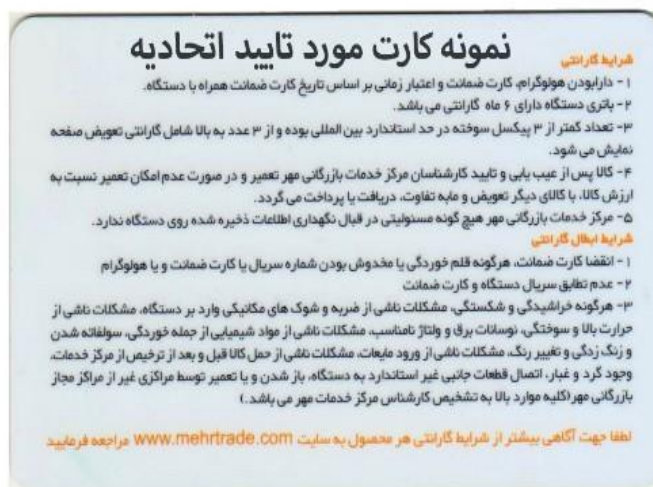 نمونه کارت مورد تایید اتحادیه
شرایط گارانتی
۱- دارابودن هولوگرام، کارت ضمانت و اعتبار زمانی بر اساس تاریخ کارت ضمانت همراه با دستگاه.
۲- باتری دستگاه دارای ۶ ماه گارانتی می باشد.
۳- تعداد کمتر از ۳ پیکسل سوخته در حد استاندارد بین المللی بوده و از ۳ عدد به بالا شامل گارانتی تعویض صفحه
نمایش می شود.
۴- کالا پس از عیب یابی و تایید کارشناسان مرکز خدمات بازرگانی مهر تعمیر و در صورت عدم امکان تعمیر نسبت به
ارزش کالا، با کالای دیگر تعویض و مابه تفاوت، دریافت یا پرداخت می گردد.
۵- مرکز خدمات بازرگانی مهر هیچ گونه مسئولیتی در قبال نگهداری اطلاعات ذخیره شده روی دستگاه ندارد.
شرایط ابطال گارانتی
۱- انقضا کارت ضمانت، هرگونه قلم خوردگی یا مخدوش بودن شماره سریال یا کارت ضمانت و یا هولوگرام
۲- عدم تطابق سریال دستگاه و کارت ضمانت
۳- هرگونه خراشیدگی و شکستگی، مشکلات ناشی از ضربه و شوک های مکانیکی وارد بر دستگاه، مشکلات ناشی از
حرارت بالا و سوختگی، نوسانات برق و ولتاژ نامناسب، مشکلات ناشی از مواد شیمیایی از جمله خوردگی، سولفاته شدن
و زنگ زدگی و تغییر رنگ، مشکلات ناشی از ورود مایعات، مشکلات ناشی از حمل کالا قبل و بعد از ترخیص از مرکز خدمات،
وجود گرد و غبار، اتصال قطعات جانبی غیر استاندارد به دستگاه، باز شدن و یا تعمیر توسط مراکزی غیر از مراکز مجاز
بازرگانی مهر(کلیه موارد بالا به تشخیص کارشناس مرکز خدمات مهر می باشد.)
لطفا جهت آگاهی بیشتر از شرایط گارانتی هر محصول به سایت www.mehrtrade.com مراجعه فرمایید